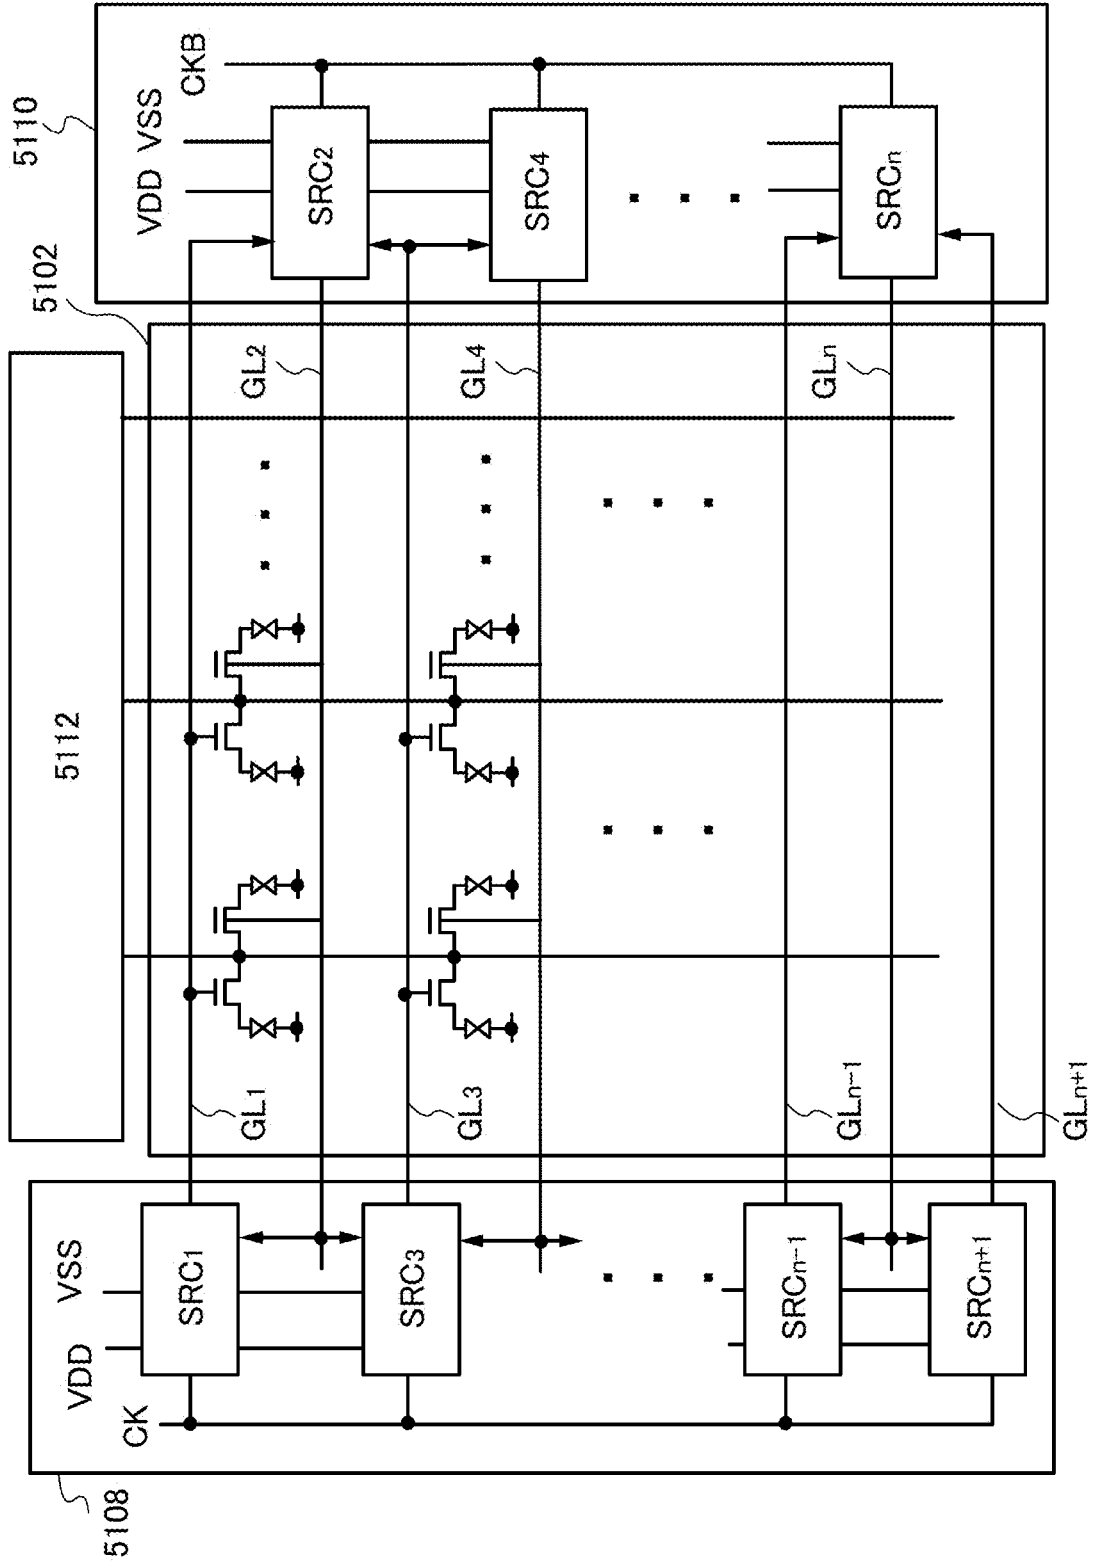 5112
5108
5102
5110
VDD
VSS
VDD
VSS
CK
CKB
SRC1
GL1
GL2
SRC2
SRC3
GL3
GL4
SRC4
SRCn-1
GLn-1
GLn
SRCn
SRCn+1
GLn+1